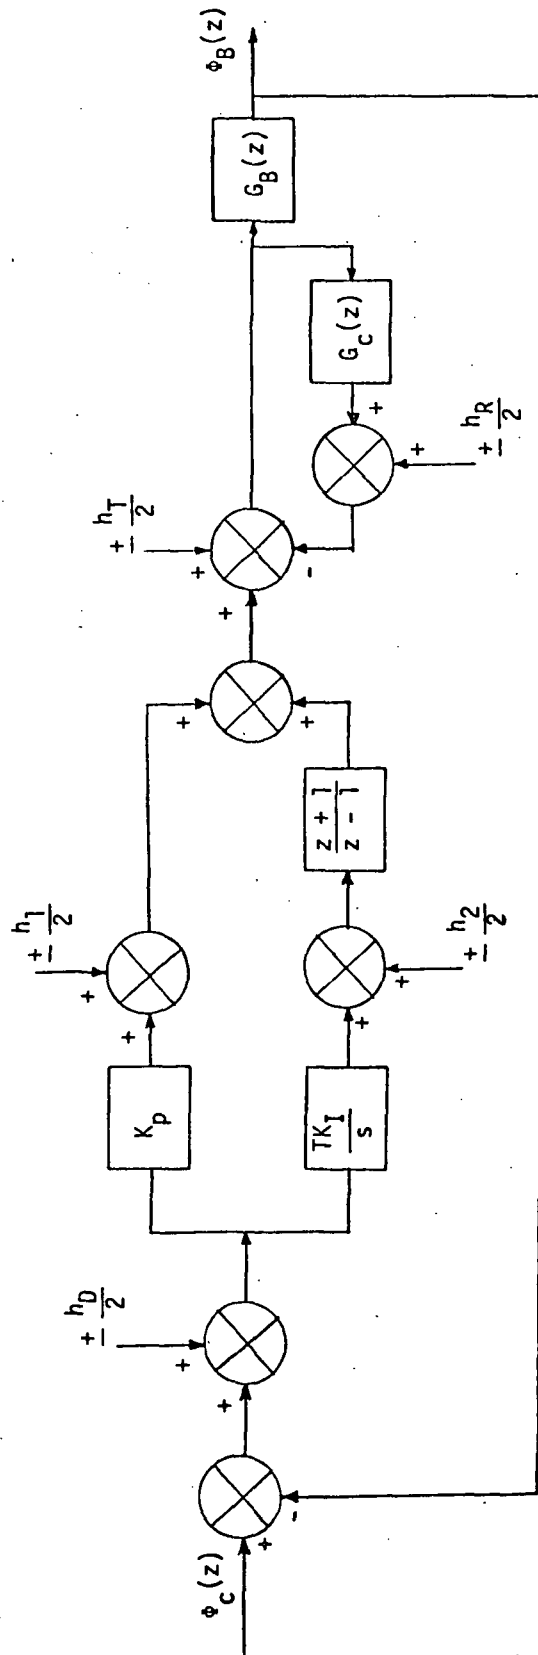 Φ_C(z)
+
-
± h_D/2
+
+
K_p
TK_I/s
± h_1/2
+
+
± h_2/2
+
+
z + 1
z - 1
+
+
± h_T/2
+
+
-
G_B(z)
G_C(z)
+
+
± h_R/2
Φ_B(z)